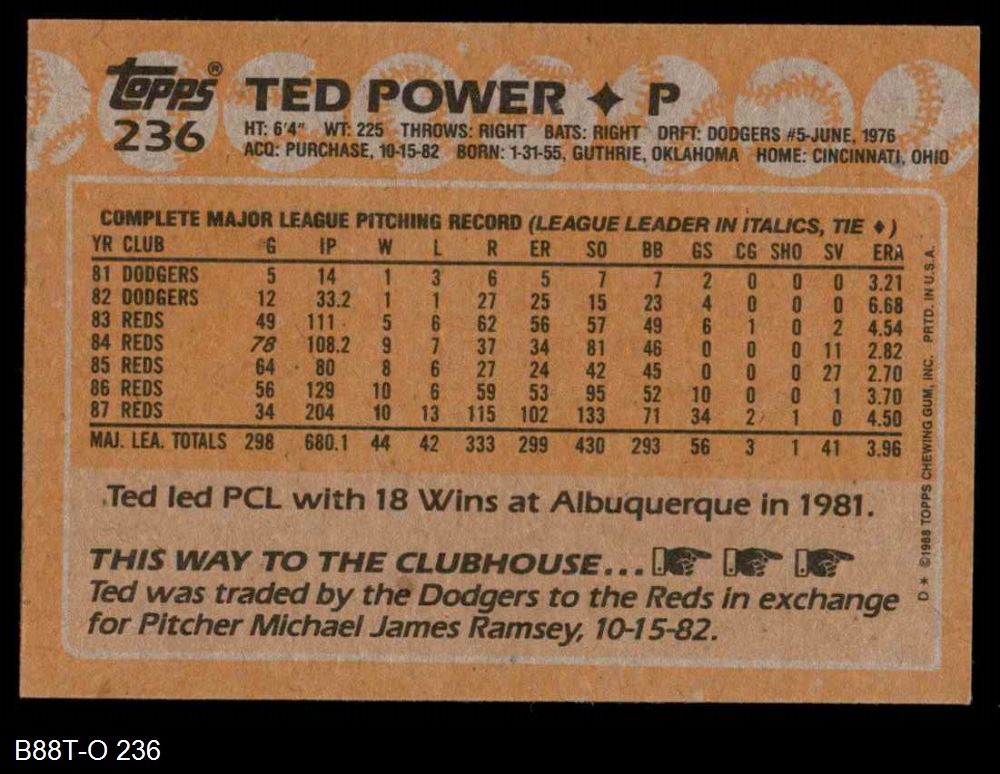 Topps® TED POWER ✦ P
236
HT: 6'4" WT: 225 THROWS: RIGHT BATS: RIGHT DRFT: DODGERS #5-JUNE, 1976
ACQ: PURCHASE, 10-15-82 BORN: 1-31-55, GUTHRIE, OKLAHOMA HOME: CINCINNATI, OHIO
COMPLETE MAJOR LEAGUE PITCHING RECORD (LEAGUE LEADER IN ITALICS, TIE ♦)
YR CLUB G IP W L R ER SO BB GS CG SHO SV ERA
81 DODGERS 5 14 1 3 6 5 7 7 2 0 0 0 3.21
82 DODGERS 12 33.2 1 1 27 25 15 23 4 0 0 0 6.68
83 REDS 49 111 5 6 62 56 57 49 6 1 0 2 4.54
84 REDS 78 108.2 9 7 37 34 81 46 0 0 0 11 2.82
85 REDS 64 80 8 6 27 24 42 45 0 0 0 27 2.70
86 REDS 56 129 10 6 59 53 95 52 10 0 0 1 3.70
87 REDS 34 204 10 13 115 102 133 71 34 2 1 0 4.50
MAJ. LEA. TOTALS 298 680.1 44 42 333 299 430 293 56 3 1 41 3.96
Ted led PCL with 18 Wins at Albuquerque in 1981.
THIS WAY TO THE CLUBHOUSE...
Ted was traded by the Dodgers to the Reds in exchange
for Pitcher Michael James Ramsey, 10-15-82.
D* ©1988 TOPPS CHEWING GUM, INC. PRTD. IN U.S.A.
B88T-O 236